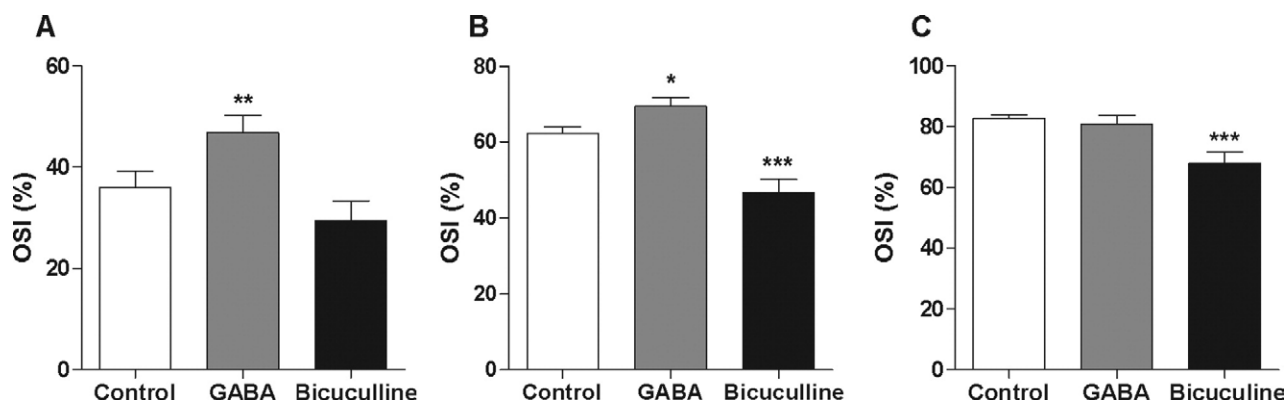 A
OSI (%)
60
40
20
0
**
Control GABA Bicuculline
B
OSI (%)
80
60
40
20
0
*
***
Control GABA Bicuculline
C
OSI (%)
100
80
60
40
20
0
***
Control GABA Bicuculine